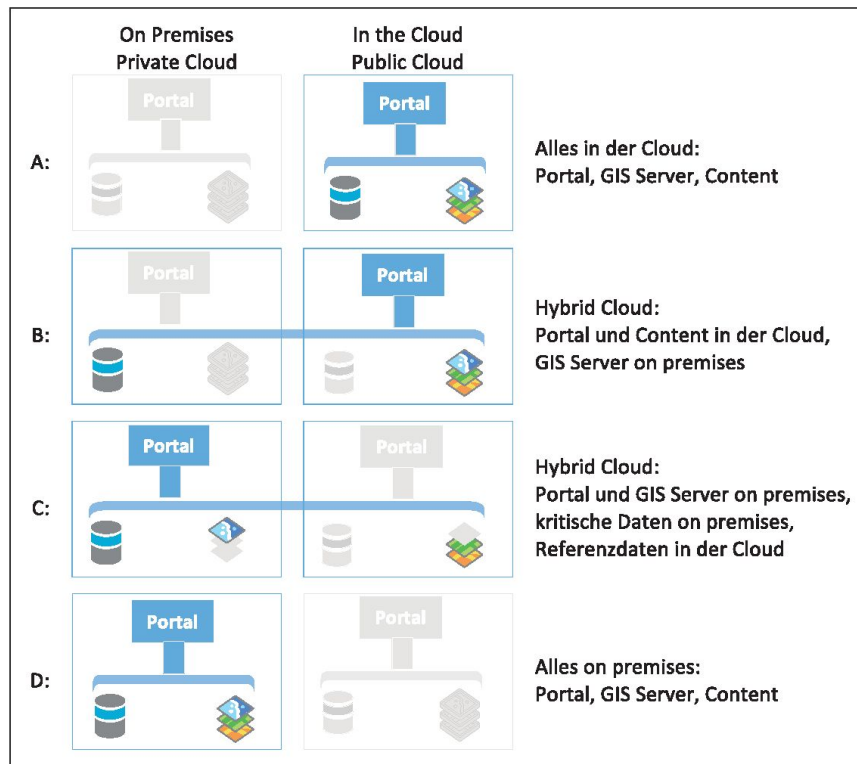 On Premises
Private Cloud
In the Cloud
Public Cloud
A:
Portal
Portal
Alles in der Cloud:
Portal, GIS Server, Content
B:
Portal
Portal
Hybrid Cloud:
Portal und Content in der Cloud,
GIS Server on premises
C:
Portal
Portal
Hybrid Cloud:
Portal und GIS Server on premises,
kritische Daten on premises,
Referenzdaten in der Cloud
D:
Portal
Portal
Alles on premises:
Portal, GIS Server, Content